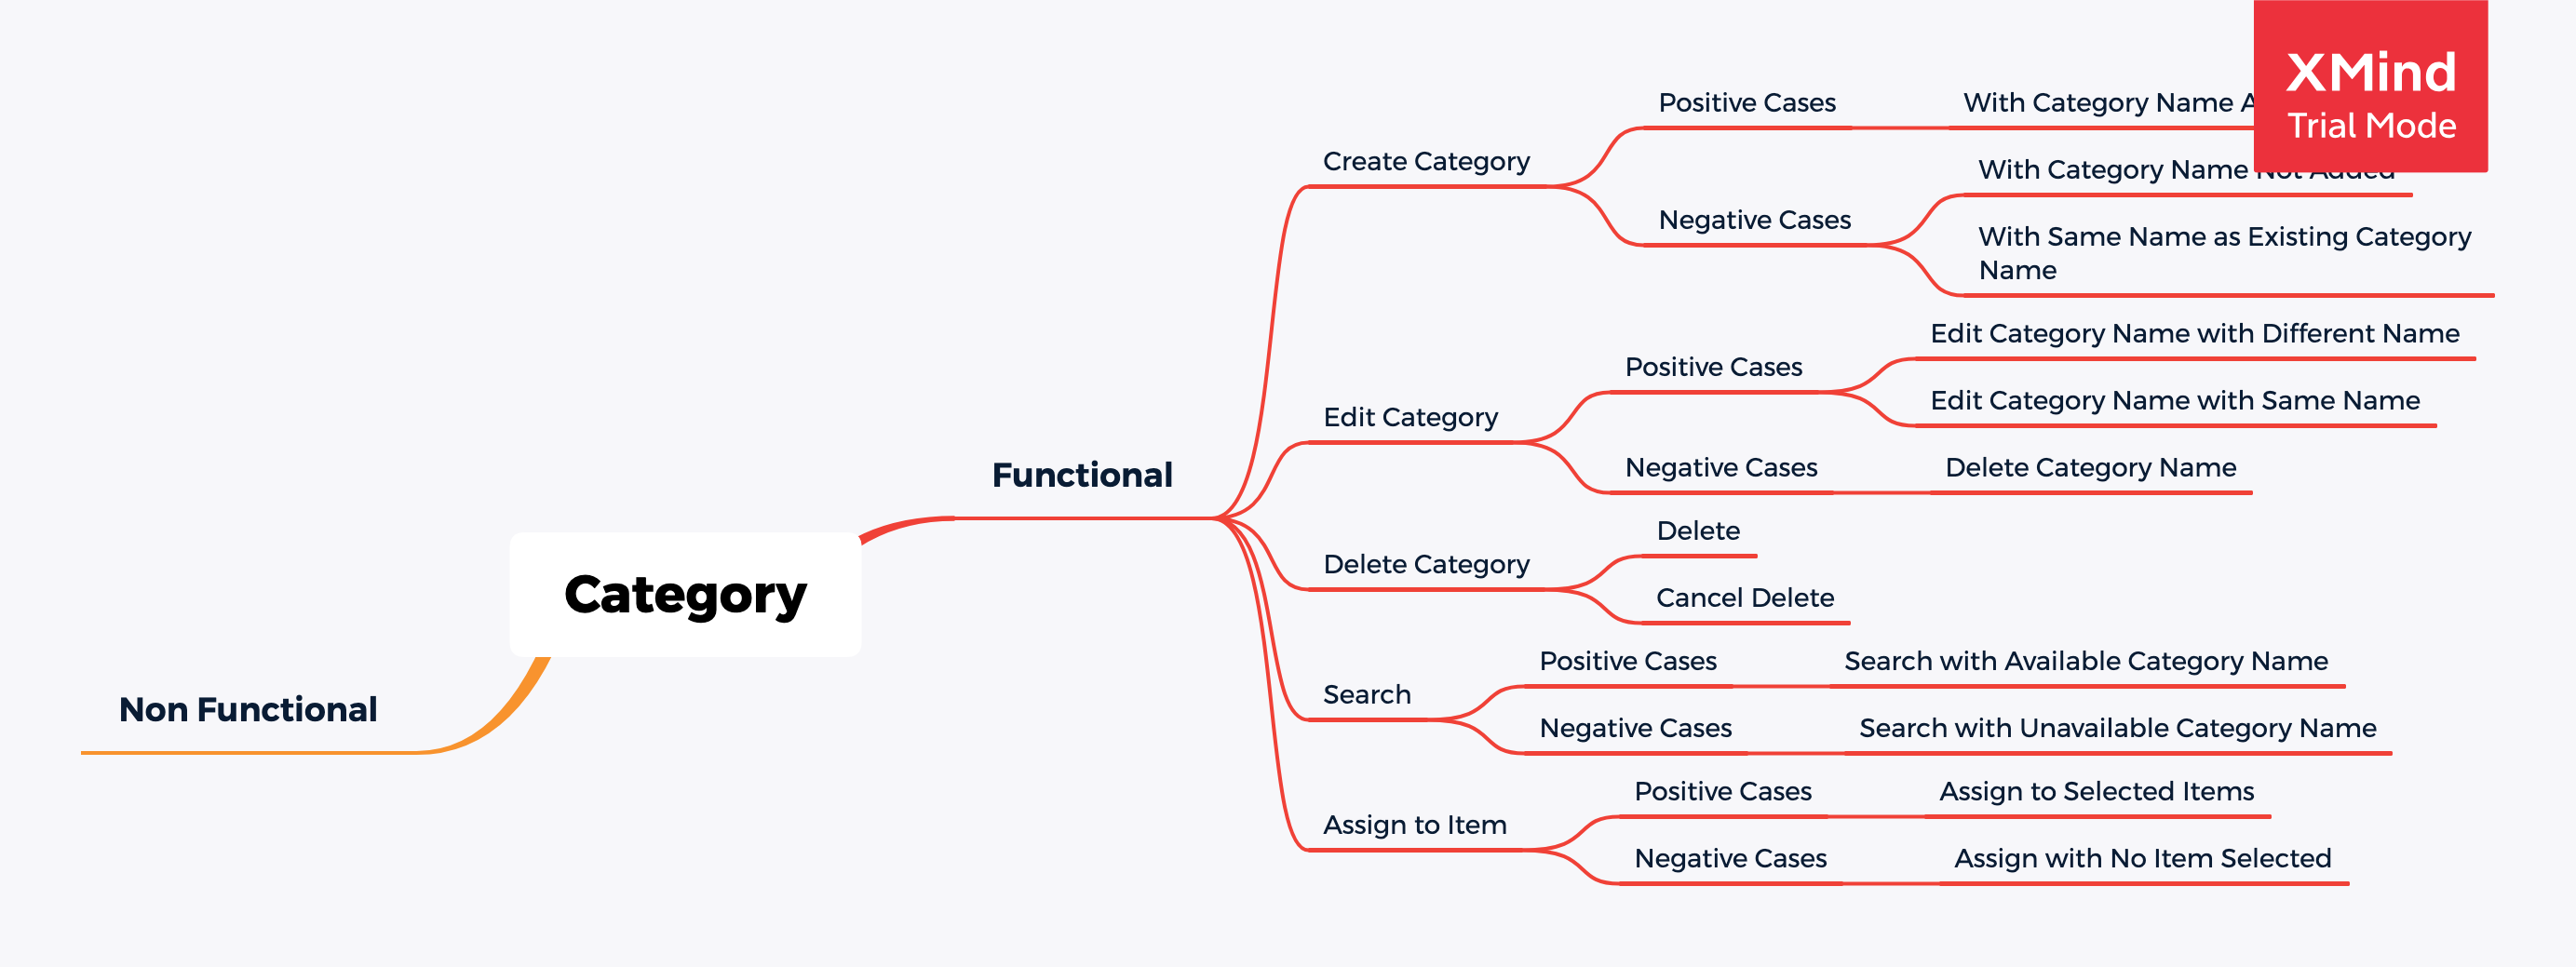 XMind
Trial Mode
Positive Cases
With Category Name
Create Category
With Category Name Not Added
Negative Cases
With Same Name as Existing Category
Name
Edit Category Name with Different Name
Positive Cases
Edit Category Name with Same Name
Edit Category
Negative Cases
Delete Category Name
Functional
Delete
Delete Category
Cancel Delete
Category
Positive Cases
Search with Available Category Name
Search
Negative Cases
Search with Unavailable Category Name
Non Functional
Positive Cases
Assign to Selected Items
Assign to Item
Negative Cases
Assign with No Item Selected